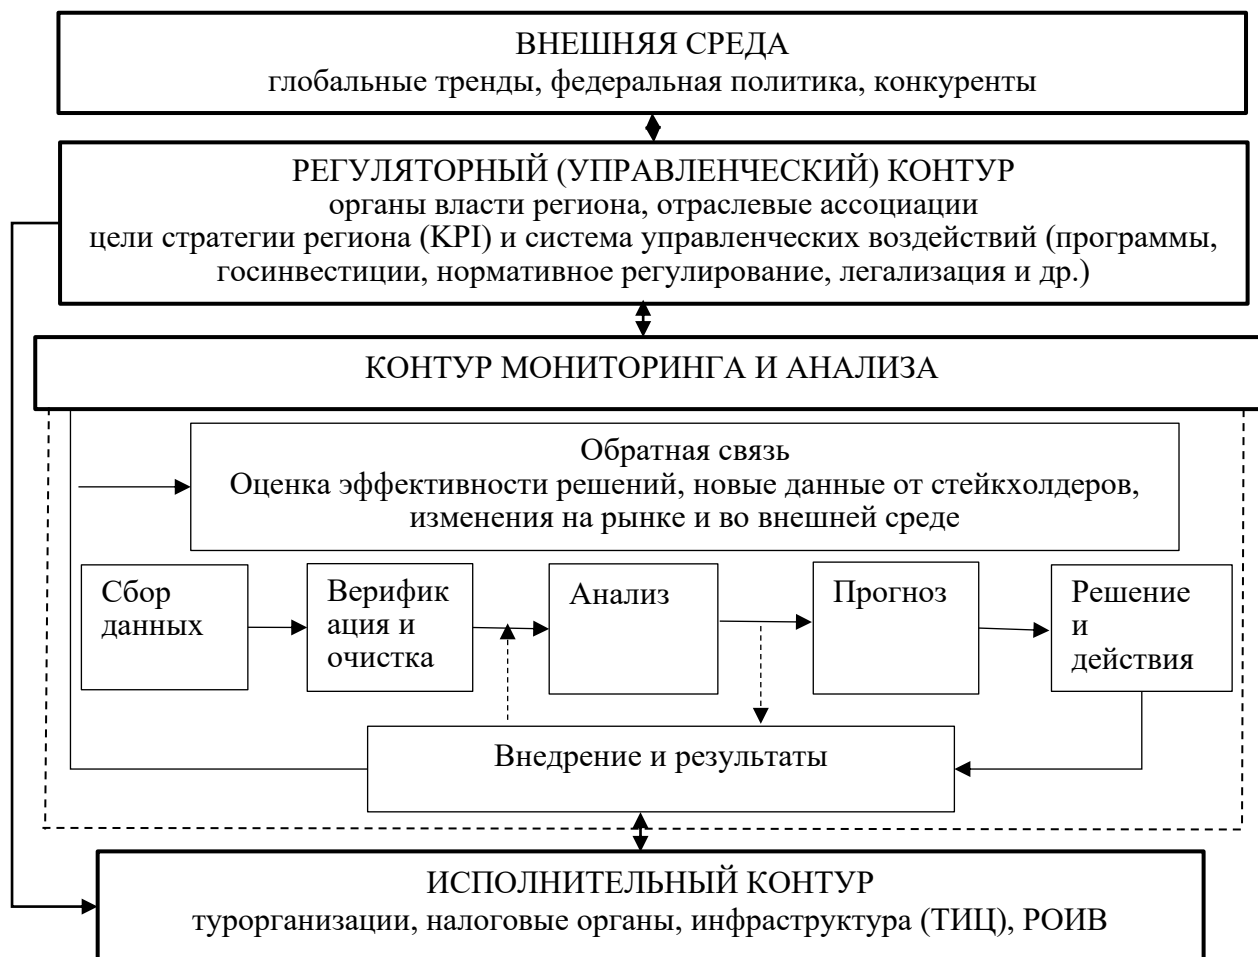 ВНЕШНЯЯ СРЕДА
глобальные тренды, федеральная политика, конкуренты
РЕГУЛЯТОРНЫЙ (УПРАВЛЕНЧЕСКИЙ) КОНТУР
органы власти региона, отраслевые ассоциации
цели стратегии региона (KPI) и система управленческих воздействий (программы,
госинвестиции, нормативное регулирование, легализация и др.)
КОНТУР МОНИТОРИНГА И АНАЛИЗА
Обратная связь
Оценка эффективности решений, новые данные от стейкхолдеров,
изменения на рынке и во внешней среде
Сбор
данных
Верифик
ация и
очистка
Анализ
Прогноз
Решение
и
действия
Внедрение и результаты
ИСПОЛНИТЕЛЬНЫЙ КОНТУР
турорганизации, налоговые органы, инфраструктура (ТИЦ), РОИВ